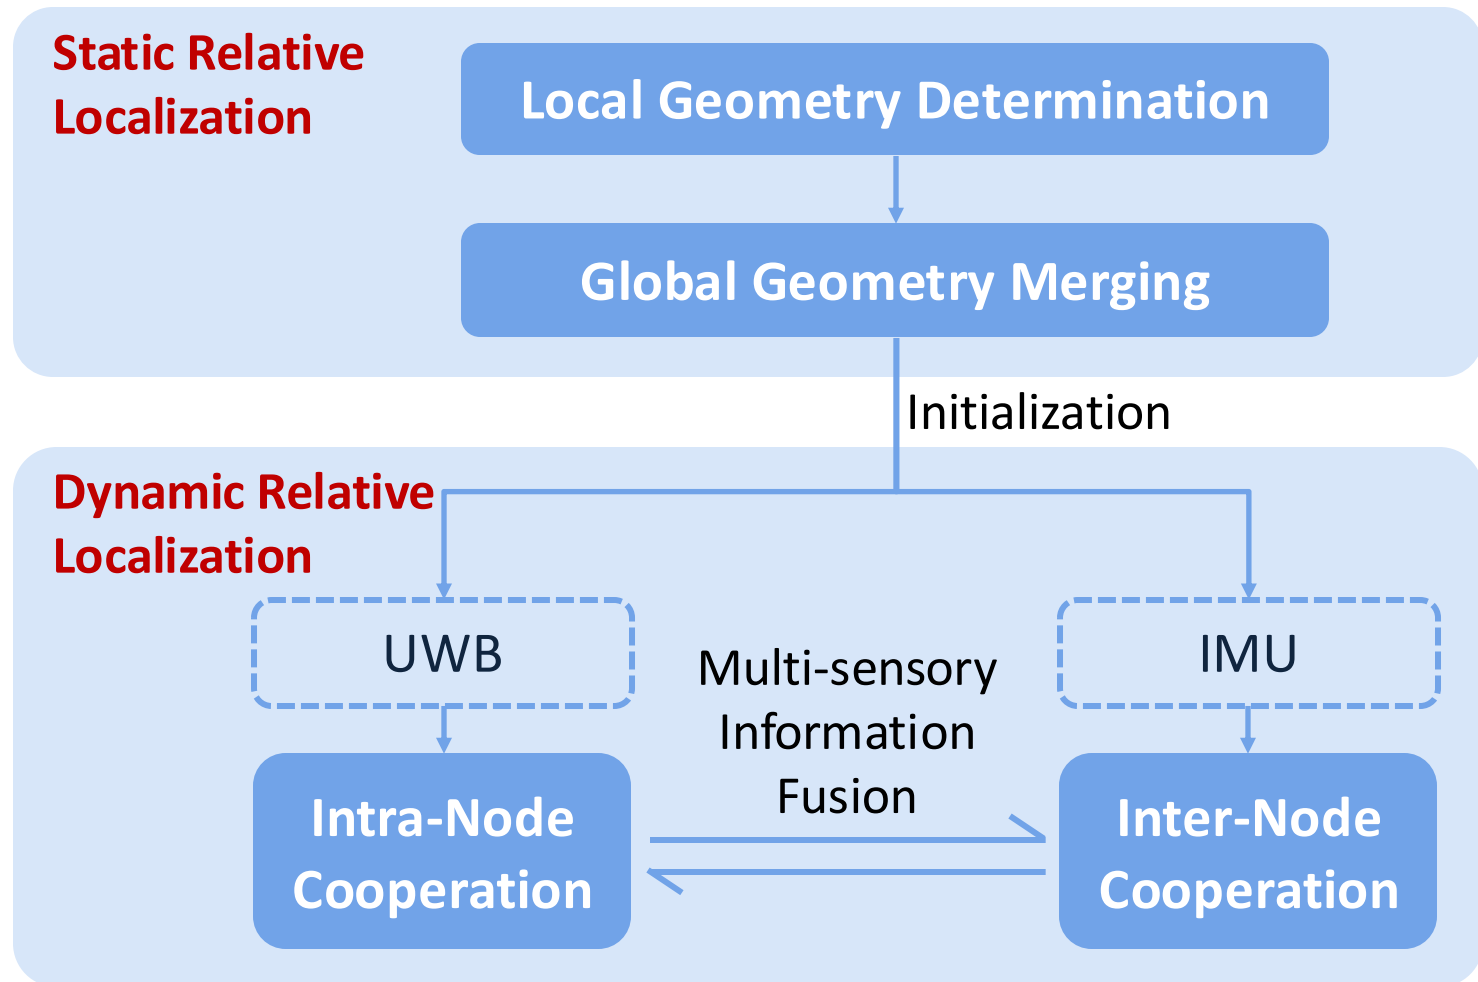 Static Relative
Localization
Local Geometry Determination
Global Geometry Merging
Initialization
Dynamic Relative
Localization
UWB
IMU
Multi-sensory
Information
Fusion
Intra-Node
Cooperation
Inter-Node
Cooperation